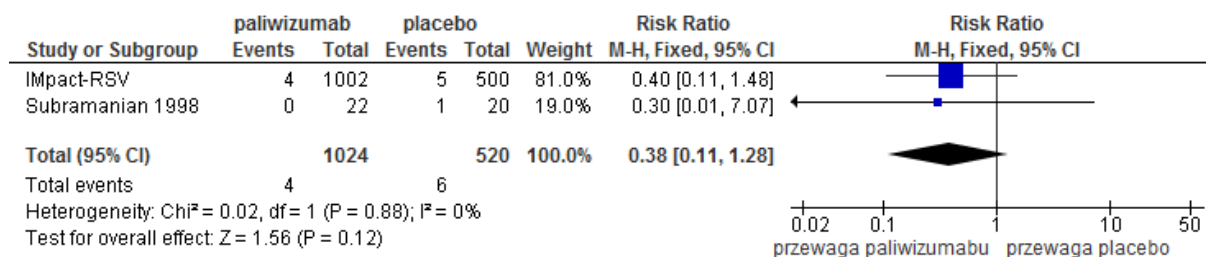 paliwizumab placebo Risk Ratio Risk Ratio
Study or Subgroup Events Total Events Total Weight M-H, Fixed, 95% CI M-H, Fixed, 95% CI
IMpact-RSV 4 1002 5 500 81.0% 0.40 [0.11, 1.48]
Subramanian 1998 0 22 1 20 19.0% 0.30 [0.01, 7.07]
Total (95% CI) 1024 520 100.0% 0.38 [0.11, 1.28]
Total events 4 6
Heterogeneity: Chi² = 0.02, df = 1 (P = 0.88); I² = 0%
Test for overall effect: Z = 1.56 (P = 0.12)
0.02 0.1 1 10 50
przewaga paliwizumabu przewaga placebo